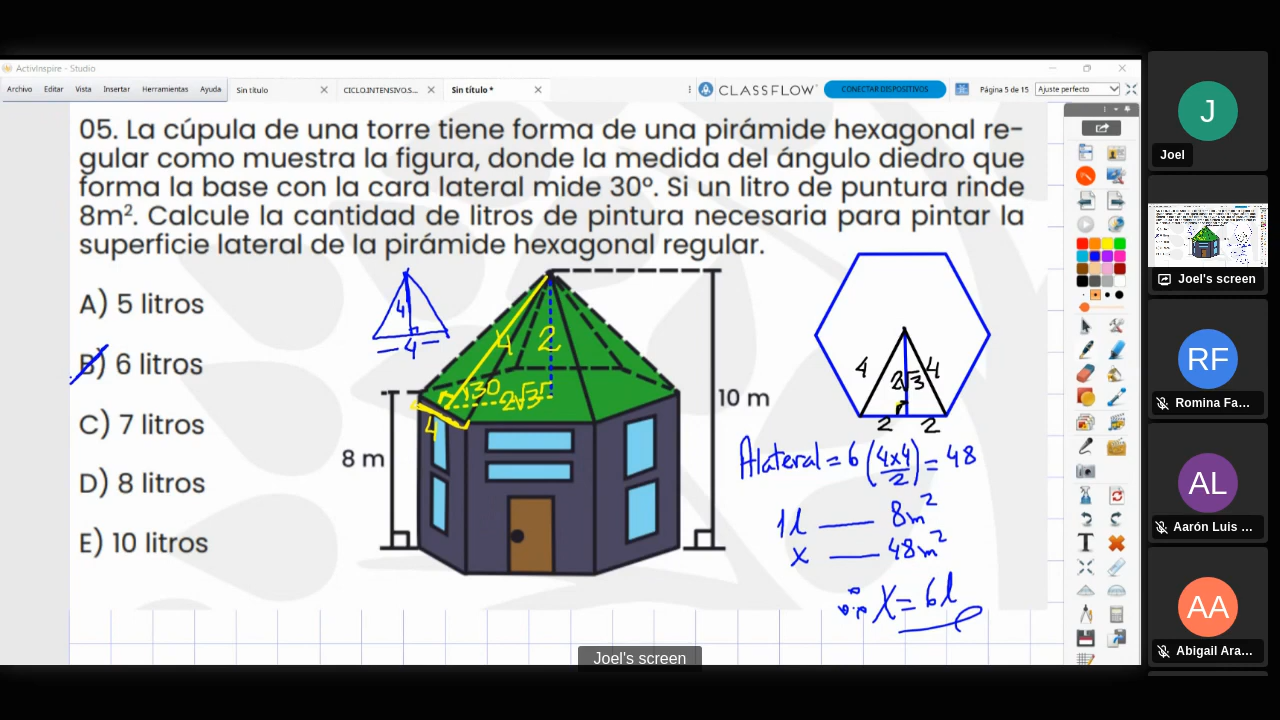 ActivInspire - Studio
Archivo Editar Vista Insertar Herramientas Ayuda
Sin título
CICLO.INTENSIVO.S...
Sin título *
CLASSFLOW
CONECTAR DISPOSITIVOS
Página 5 de 15
Ajuste perfecto
05. La cúpula de una torre tiene forma de una pirámide hexagonal re-
gular como muestra la figura, donde la medida del ángulo diedro que
forma la base con la cara lateral mide 30°. Si un litro de puntura rinde
8m². Calcule la cantidad de litros de pintura necesaria para pintar la
superficie lateral de la pirámide hexagonal regular.
A) 5 litros
B) 6 litros
C) 7 litros
D) 8 litros
E) 10 litros
4
4
4
2
30
2√3
4
8 m
10 m
4
2√3
4
2
2
Alateral = 6 (4x4/2) = 48
1l — 8m²
x — 48m²
∴ X = 6l
Joel's screen
J
Joel
Joel's screen
RF
Romina Fa...
AL
Aarón Luis ...
AA
Abigail Ara...